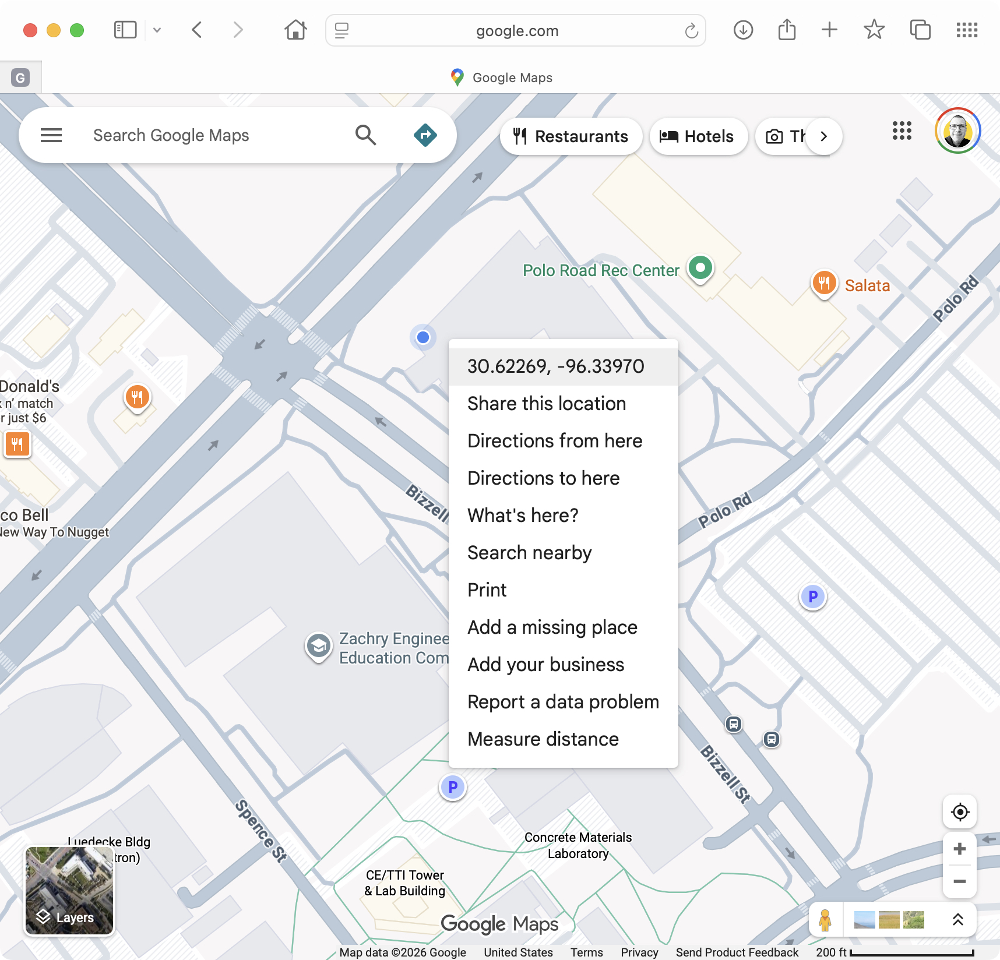 google.com
G
Google Maps
Search Google Maps
Restaurants
Hotels
Th
Polo Road Rec Center
Salata
Polo Rd
30.62269, -96.33970
Share this location
Directions from here
Directions to here
What's here?
Search nearby
Print
Add a missing place
Add your business
Report a data problem
Measure distance
Donald's
n' match
r just $6
Bizzell
Polo Rd
co Bell
New Way To Nugget
P
Zachry Enginee
Education Com
Bizzell St
P
Spence St
Luedecke Bldg
tron)
Concrete Materials
Laboratory
CE/TTI Tower
& Lab Building
Layers
Google Maps
Map data ©2026 Google
United States
Terms
Privacy
Send Product Feedback
200 ft